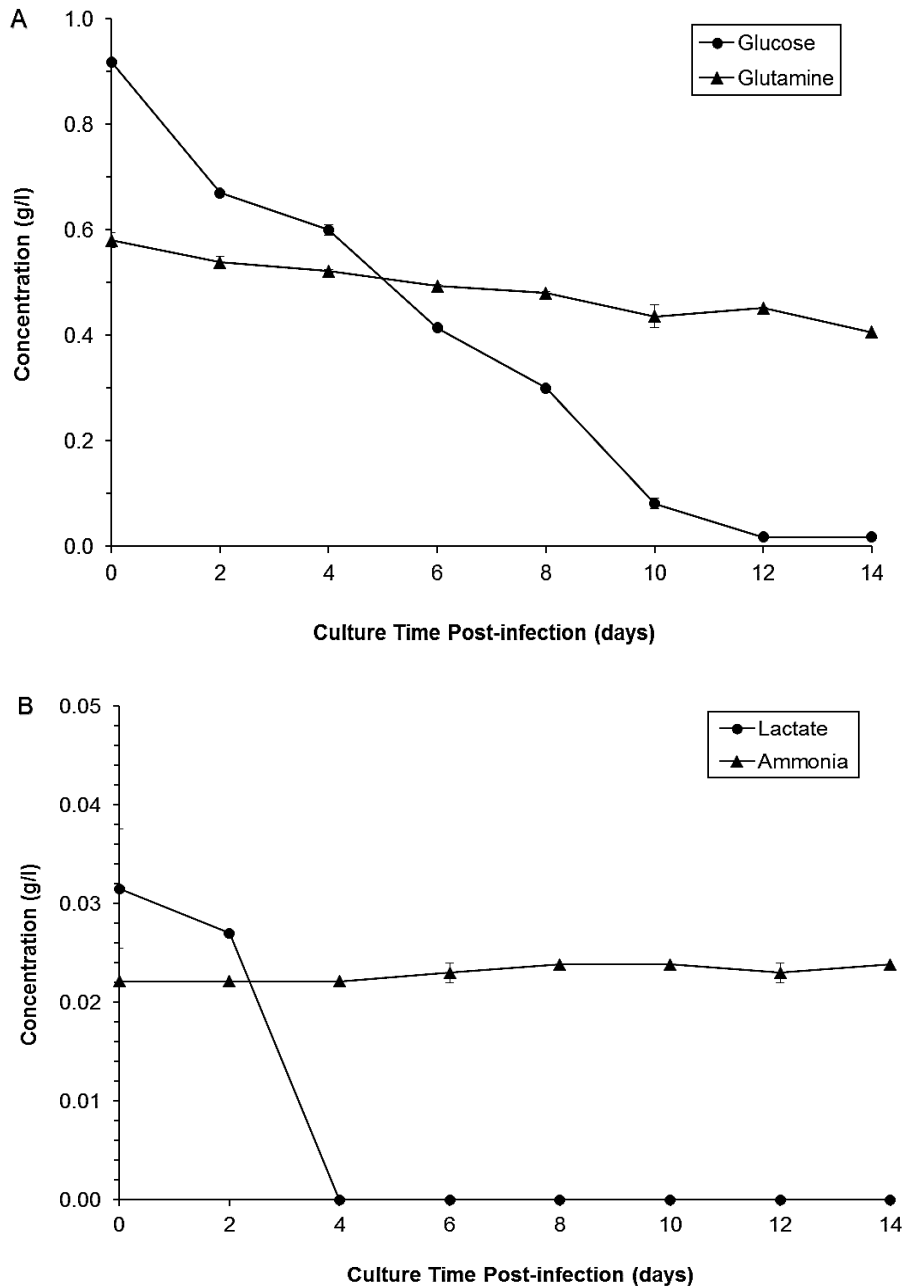 A
1.0
0.8
0.6
0.4
0.2
0.0
Concentration (g/l)
Glucose
Glutamine
0 2 4 6 8 10 12 14
Culture Time Post-infection (days)
B
0.05
0.04
0.03
0.02
0.01
0.00
Concentration (g/l)
Lactate
Ammonia
0 2 4 6 8 10 12 14
Culture Time Post-infection (days)